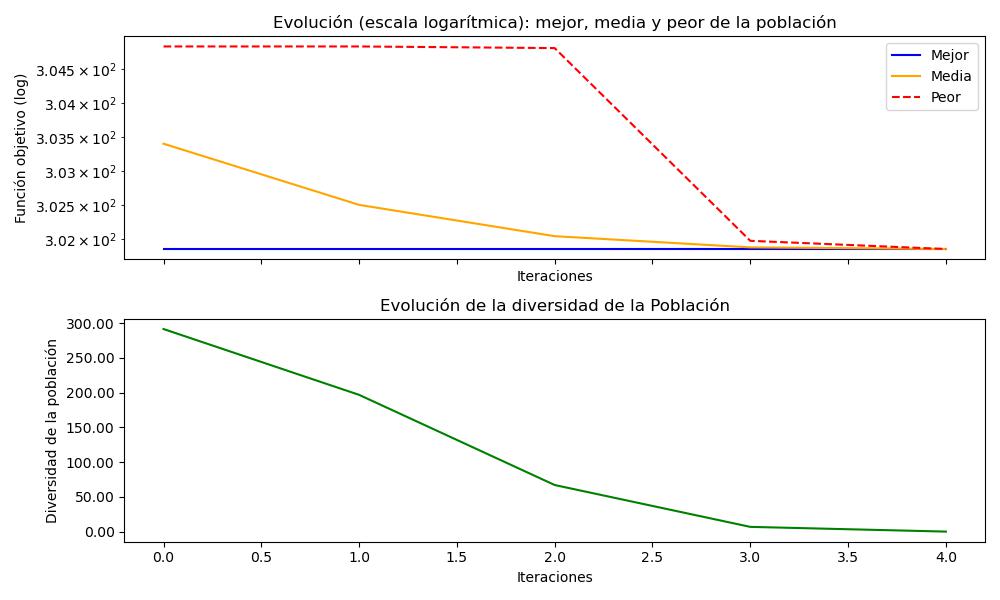 Evolución (escala logarítmica): mejor, media y peor de la población
Función objetivo (log)
3.045 × 10²
3.04 × 10²
3.035 × 10²
3.03 × 10²
3.025 × 10²
3.02 × 10²
Mejor
Media
Peor
Iteraciones
Evolución de la diversidad de la Población
Diversidad de la población
300.00
250.00
200.00
150.00
100.00
50.00
0.00
0.0 0.5 1.0 1.5 2.0 2.5 3.0 3.5 4.0
Iteraciones